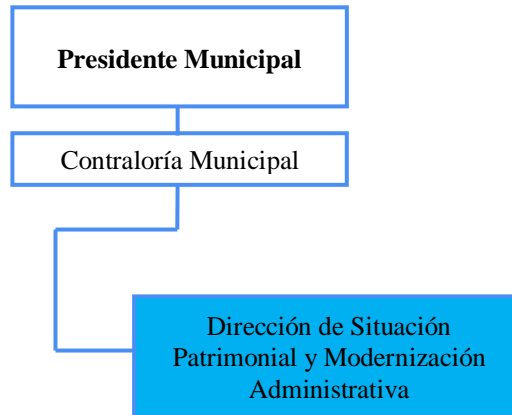 Presidente Municipal
Contraloría Municipal
Dirección de Situación
Patrimonial y Modernización
Administrativa